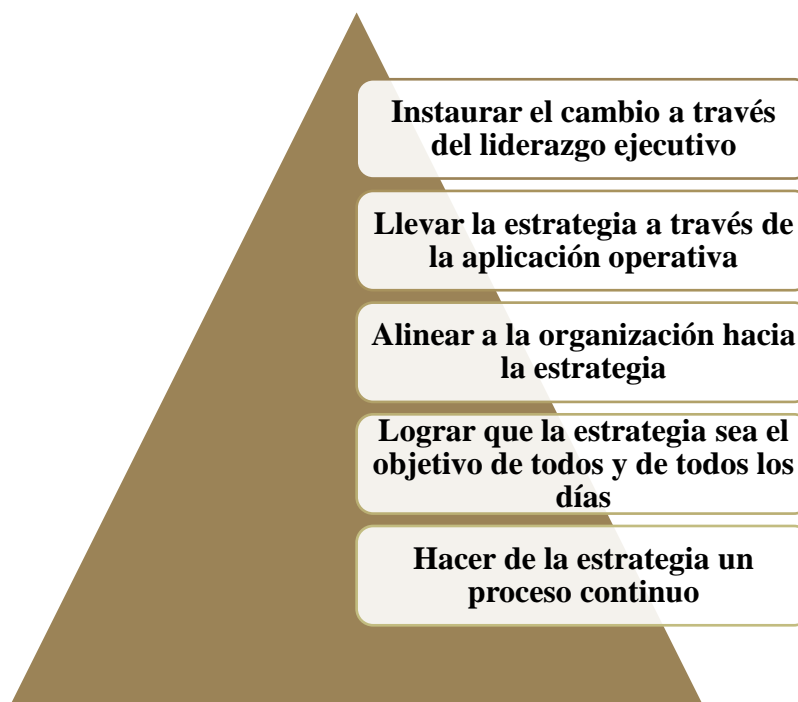 Instaurar el cambio a través
del liderazgo ejecutivo
Llevar la estrategia a través de
la aplicación operativa
Alinear a la organización hacia
la estrategia
Lograr que la estrategia sea el
objetivo de todos y de todos los
días
Hacer de la estrategia un
proceso continuo